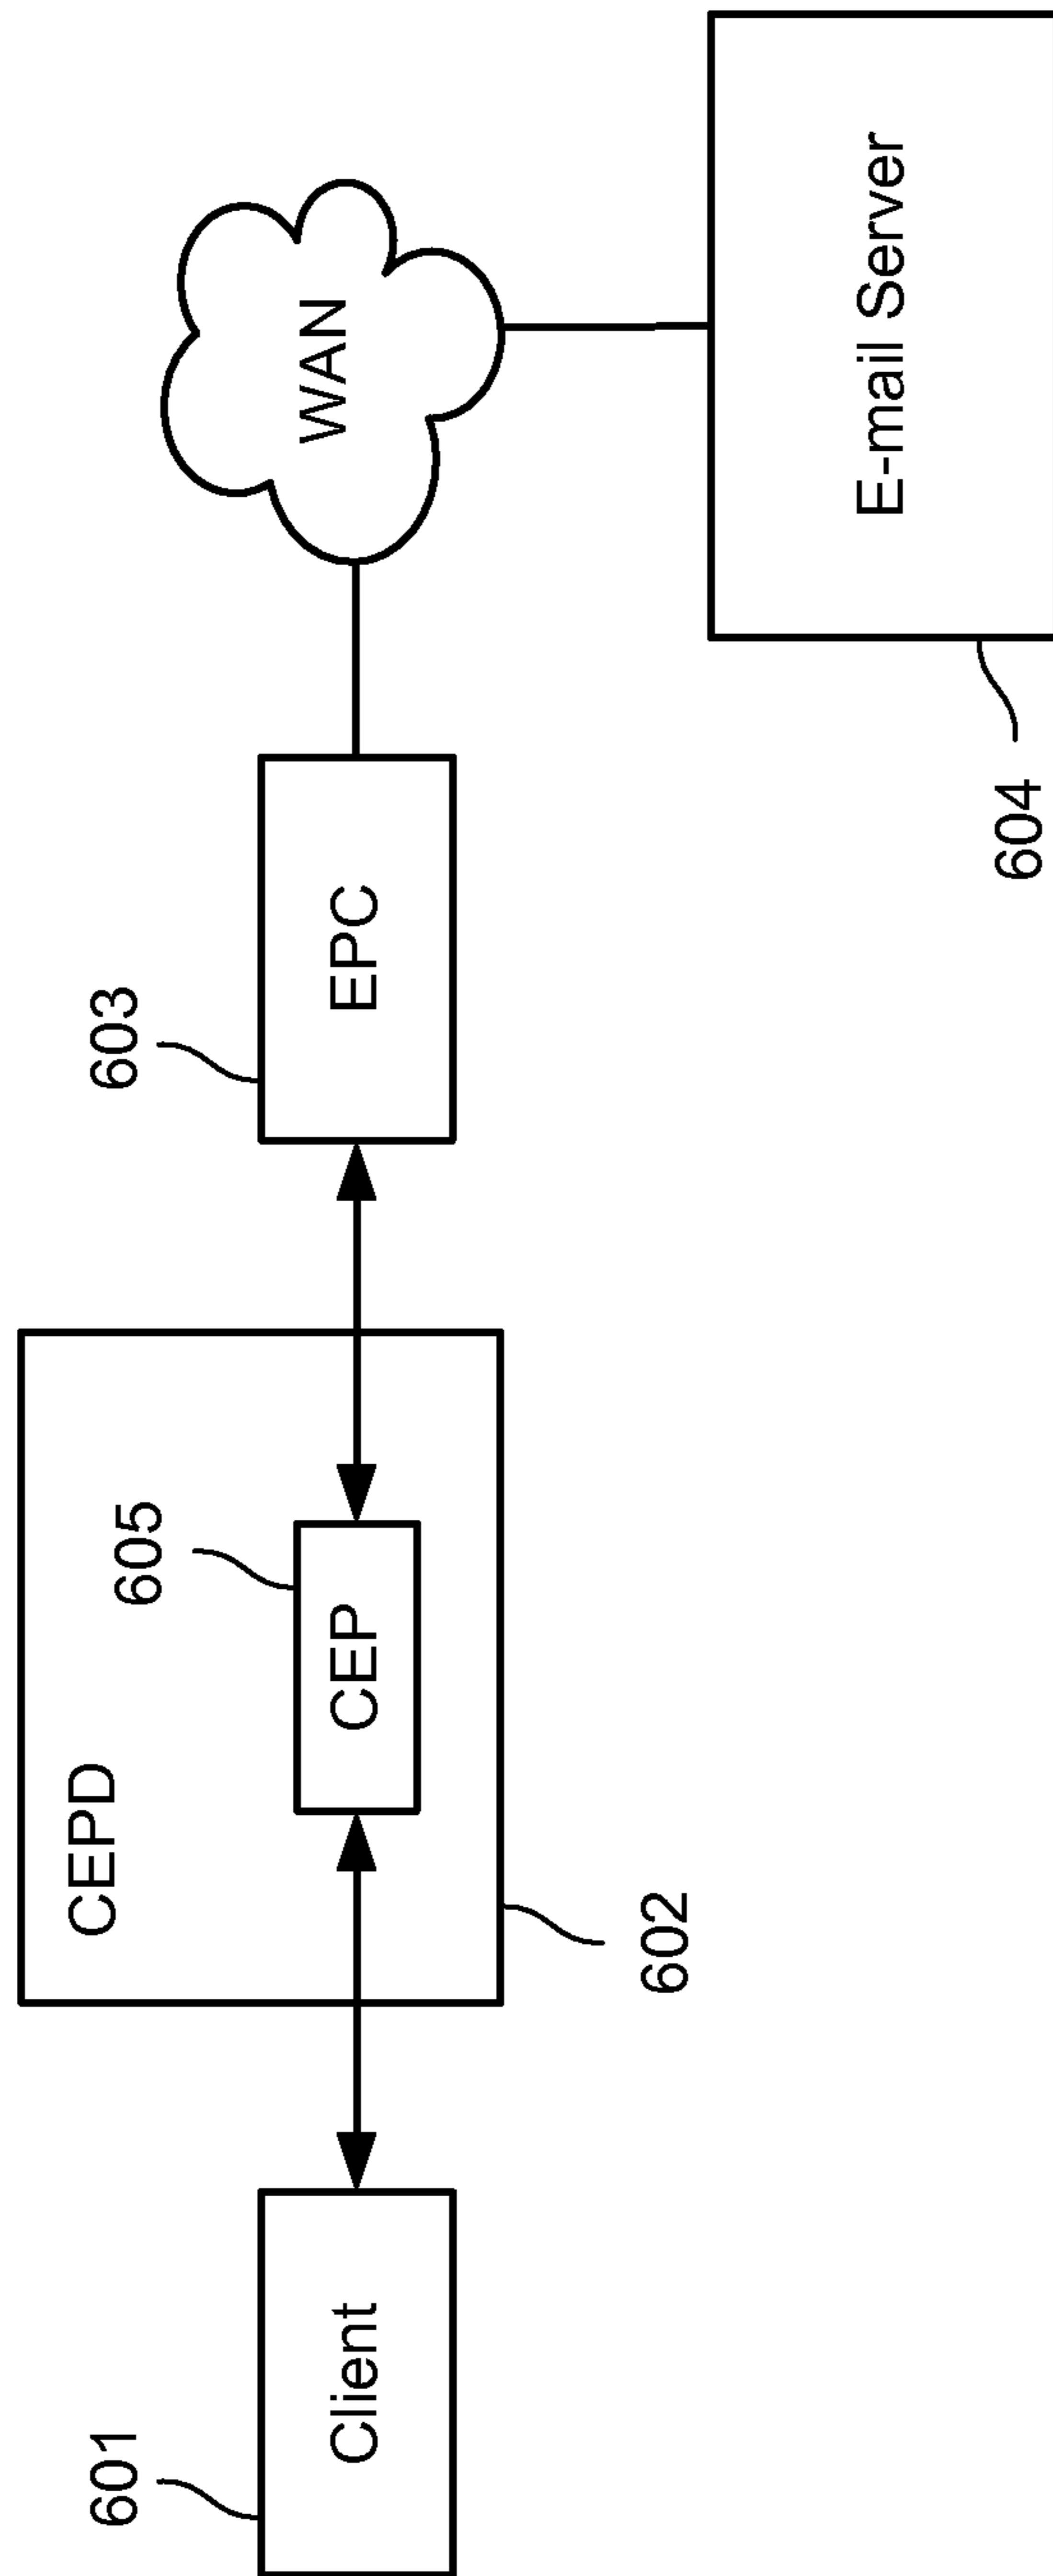 601
Client
CEPD
602
605
CEP
603
EPC
WAN
604
E-mail Server